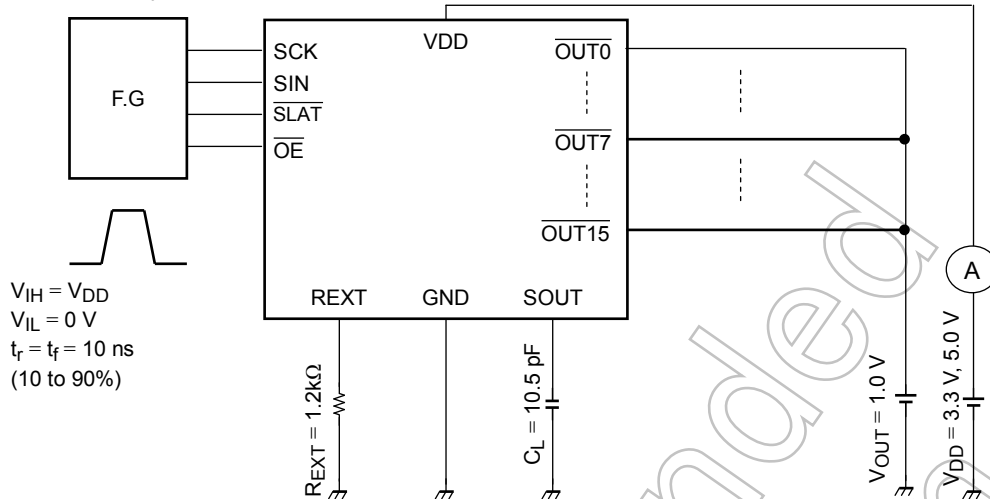 VDD
SCK
SIN
SLAT
OE
F.G
OUT0
OUT7
OUT15
A
REXT
GND
SOUT
VIH = VDD
VIL = 0 V
tr = tf = 10 ns
(10 to 90%)
REXT = 1.2kΩ
CL = 10.5 pF
VOUT = 1.0 V
VDD = 3.3 V, 5.0 V
nded